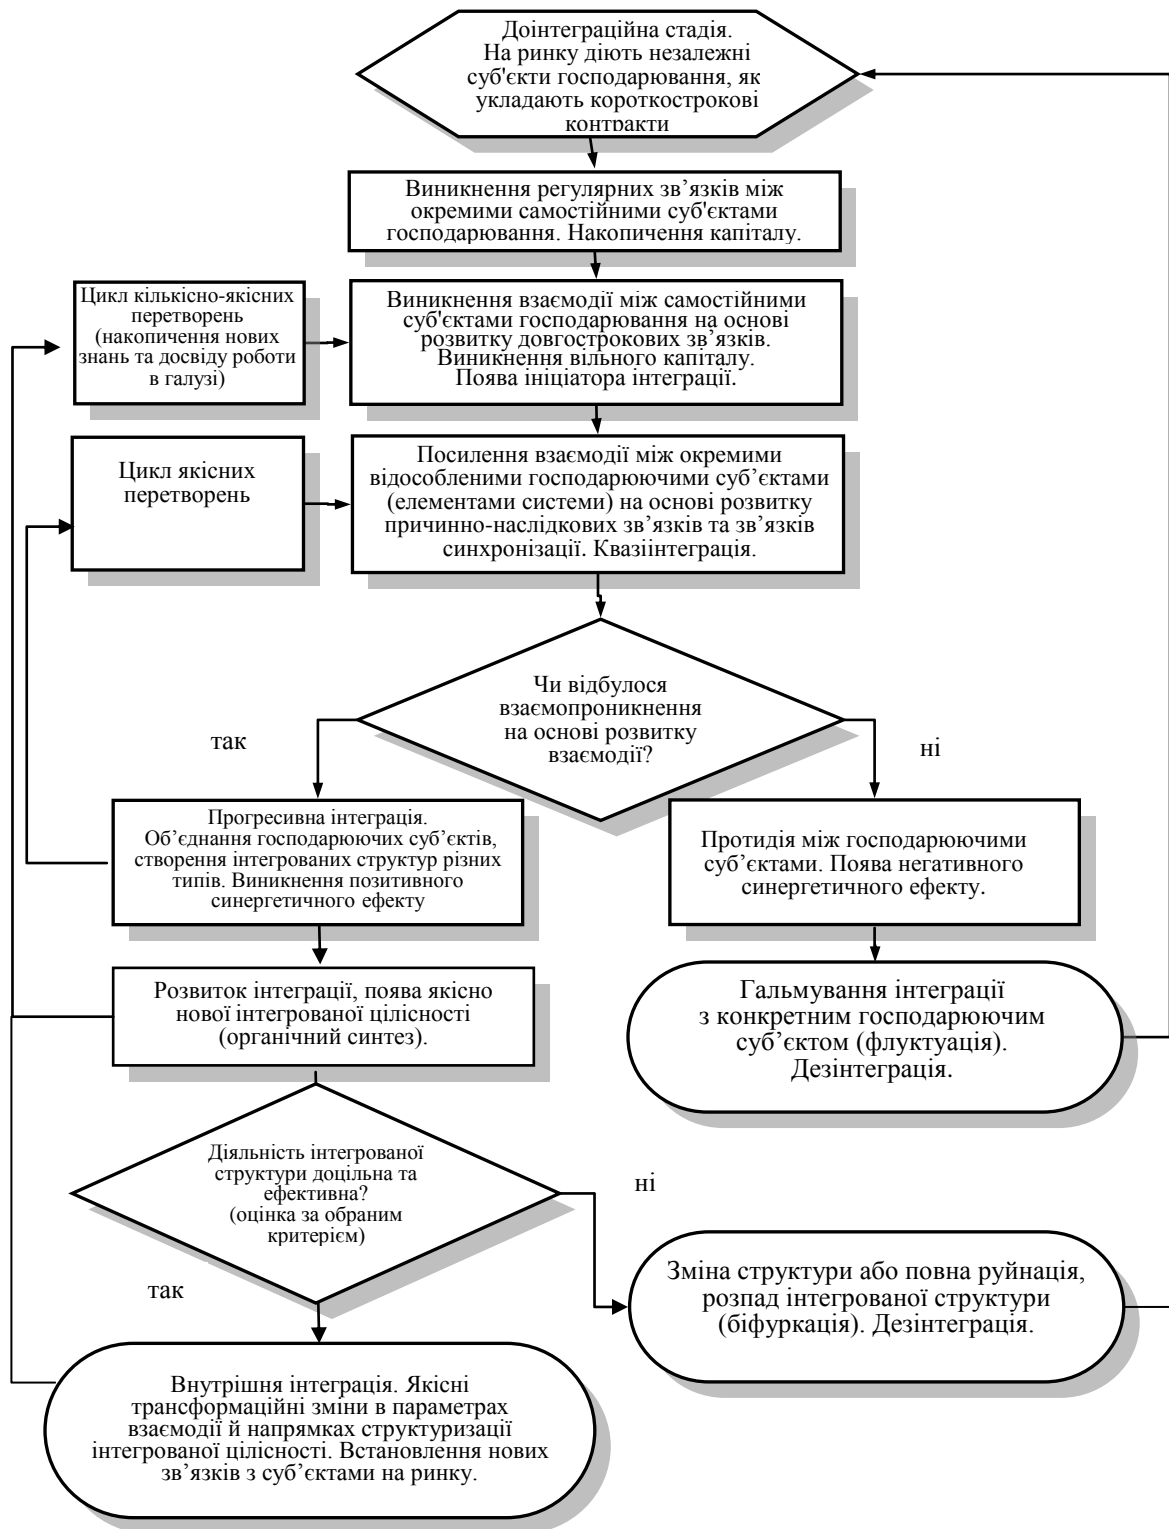 Доінтеграційна стадія.
На ринку діють незалежні
суб'єкти господарювання, як
укладають короткострокові
контракти
Виникнення регулярних зв’язків між
окремими самостійними суб'єктами
господарювання. Накопичення капіталу.
Цикл кількісно-якісних
перетворень
(накопичення нових
знань та досвіду роботи
в галузі)
Виникнення взаємодії між самостійними
суб'єктами господарювання на основі
розвитку довгострокових зв’язків.
Виникнення вільного капіталу.
Поява ініціатора інтеграції.
Цикл якісних
перетворень
Посилення взаємодії між окремими
відособленими господарюючими суб’єктами
(елементами системи) на основі розвитку
причинно-наслідкових зв’язків та зв’язків
синхронізації. Квазіінтеграція.
Чи відбулося
взаємопроникнення
на основі розвитку
взаємодії?
так
ні
Прогресивна інтеграція.
Об’єднання господарюючих суб’єктів,
створення інтегрованих структур різних
типів. Виникнення позитивного
синергетичного ефекту
Протидія між господарюючими
суб’єктами. Поява негативного
синергетичного ефекту.
Розвиток інтеграції, поява якісно
нової інтегрованої цілісності
(органічний синтез).
Гальмування інтеграції
з конкретним господарюючим
суб’єктом (флуктуація).
Дезінтеграція.
Діяльність інтегрованої
структури доцільна та
ефективна?
(оцінка за обраним
критерієм)
ні
так
Зміна структури або повна руйнація,
розпад інтегрованої структури
(біфуркація). Дезінтеграція.
Внутрішня інтеграція. Якісні
трансформаційні зміни в параметрах
взаємодії й напрямках структуризації
інтегрованої цілісності. Встановлення нових
зв’язків з суб’єктами на ринку.